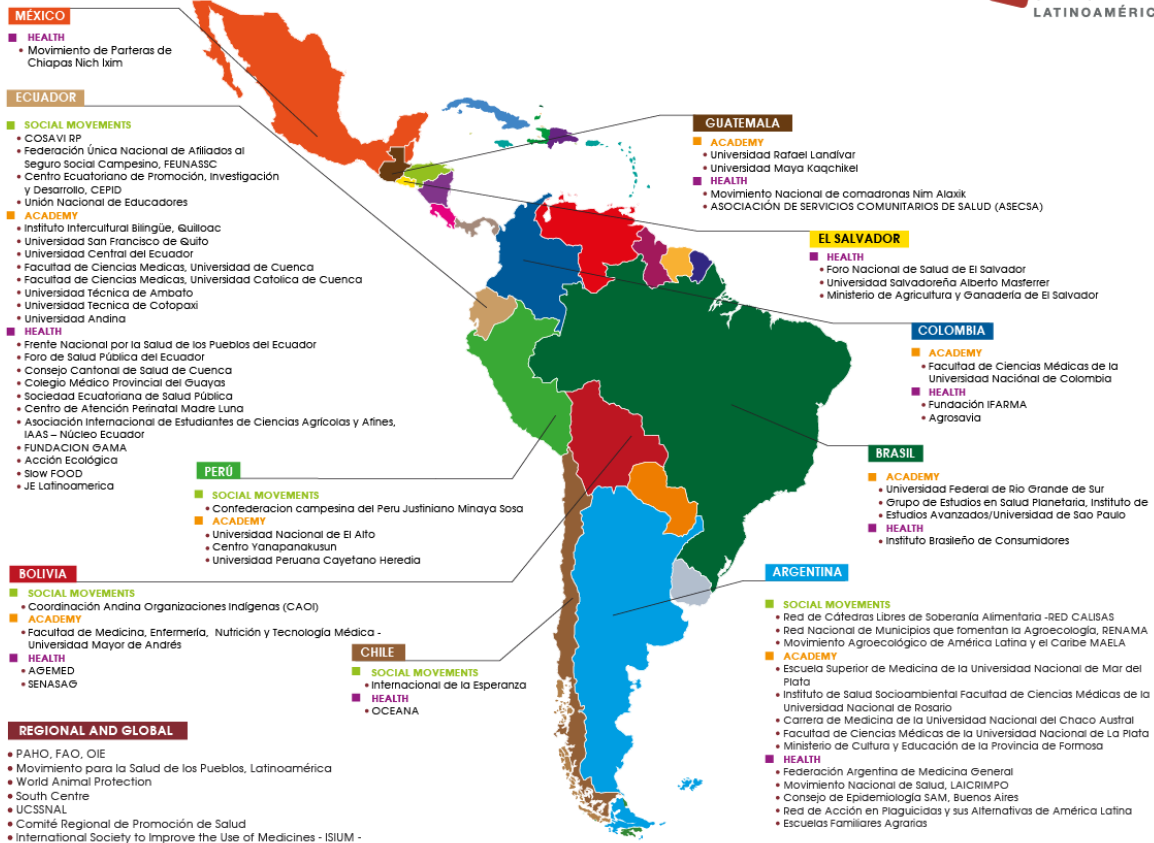 LATINOAMÉRIC
MÉXICO
HEALTH
• Movimiento de Parteras de
Chiapas Nich Ixim
ECUADOR
SOCIAL MOVEMENTS
• COSAVI RP
• Federación Única Nacional de Afiliados al
Seguro Social Campesino, FEUNASSC
• Centro Ecuatoriano de Promoción, Investigación
y Desarrollo, CEPID
• Unión Nacional de Educadores
ACADEMY
• Instituto Intercultural Bilingüe, Quilloac
• Universidad San Francisco de Quito
• Universidad Central del Ecuador
• Facultad de Ciencias Medicas, Universidad de Cuenca
• Facultad de Ciencias Medicas, Universidad Catolica de Cuenca
• Universidad Técnica de Ambato
• Universidad Tecnica de Cotopaxi
• Universidad Andina
HEALTH
• Frente Nacional por la Salud de los Pueblos del Ecuador
• Foro de Salud Pública del Ecuador
• Consejo Cantonal de Salud de Cuenca
• Colegio Médico Provincial del Guayas
• Sociedad Ecuatoriana de Salud Pública
• Centro de Atención Perinatal Madre Luna
• Asociación Internacional de Estudiantes de Ciencias Agrícolas y Afines,
IAAS – Núcleo Ecuador
• FUNDACION GAMA
• Acción Ecológica
• Slow FOOD
• JE Latinoamerica
GUATEMALA
ACADEMY
• Universidad Rafael Landívar
• Universidad Maya Kaqchikel
HEALTH
• Movimiento Nacional de comadronas Nim Alaxik
• ASOCIACIÓN DE SERVICIOS COMUNITARIOS DE SALUD (ASECSA)
EL SALVADOR
HEALTH
• Foro Nacional de Salud de El Salvador
• Universidad Salvadoreña Alberto Masferrer
• Ministerio de Agricultura y Ganadería de El Salvador
COLOMBIA
ACADEMY
• Facultad de Ciencias Médicas de la
Universidad Naciónal de Colombia
HEALTH
• Fundación IFARMA
• Agrosavia
BRASIL
ACADEMY
• Universidad Federal de Rio Grande de Sur
• Grupo de Estudios en Salud Planetaria, Instituto de
• Estudios Avanzados/Universidad de Sao Paulo
HEALTH
• Instituto Brasileño de Consumidores
PERÚ
SOCIAL MOVEMENTS
• Confederacion campesina del Peru Justiniano Minaya Sosa
ACADEMY
• Universidad Nacional de El Alto
• Centro Yanapanakusun
• Universidad Peruana Cayetano Heredia
BOLIVIA
SOCIAL MOVEMENTS
• Coordinación Andina Organizaciones Indígenas (CAOI)
ACADEMY
• Facultad de Medicina, Enfermería, Nutrición y Tecnología Médica -
Universidad Mayor de Andrés
HEALTH
• AGEMED
• SENASAG
CHILE
SOCIAL MOVEMENTS
• Internacional de la Esperanza
HEALTH
• OCEANA
ARGENTINA
SOCIAL MOVEMENTS
• Red de Cátedras Libres de Soberanía Alimentaria -RED CALISAS
• Red Nacional de Municipios que fomentan la Agroecología, RENAMA
• Movimiento Agroecológico de América Latina y el Caribe MAELA
ACADEMY
• Escuela Superior de Medicina de la Universidad Nacional de Mar del
Plata
• Instituto de Salud Socioambiental Facultad de Ciencias Médicas de la
Universidad Nacional de Rosario
• Carrera de Medicina de la Universidad Nacional del Chaco Austral
• Facultad de Ciencias Médicas de la Universidad Nacional de La Plata
• Ministerio de Cultura y Educación de la Provincia de Formosa
HEALTH
• Federación Argentina de Medicina General
• Movimiento Nacional de Salud, LAICRIMPO
• Consejo de Epidemiología SAM, Buenos Aires
• Red de Acción en Plaguicidas y sus Alternativas de América Latina
• Escuelas Familiares Agrarias
REGIONAL AND GLOBAL
• PAHO, FAO, OIE
• Movimiento para la Salud de los Pueblos, Latinoamérica
• World Animal Protection
• South Centre
• UCSSNAL
• Comité Regional de Promoción de Salud
• International Society to Improve the Use of Medicines - ISIUM -